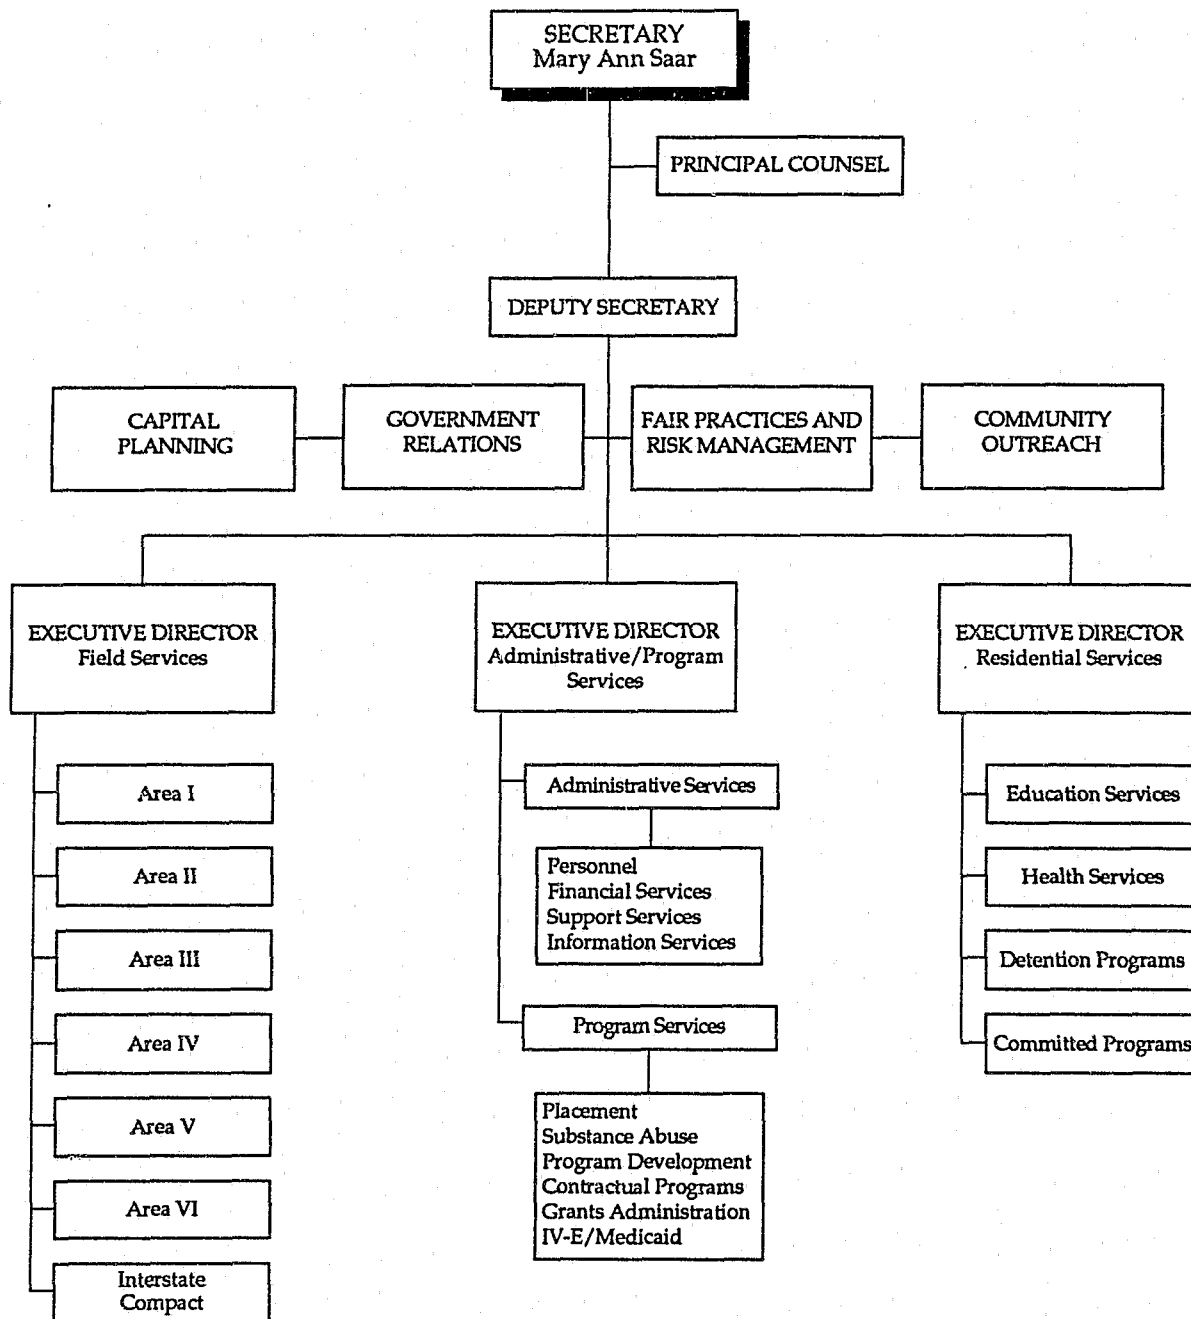 SECRETARY
Mary Ann Saar
PRINCIPAL COUNSEL
DEPUTY SECRETARY
CAPITAL
PLANNING
GOVERNMENT
RELATIONS
FAIR PRACTICES AND
RISK MANAGEMENT
COMMUNITY
OUTREACH
EXECUTIVE DIRECTOR
Field Services
Area I
Area II
Area III
Area IV
Area V
Area VI
Interstate
Compact
EXECUTIVE DIRECTOR
Administrative/Program
Services
Administrative Services
Personnel
Financial Services
Support Services
Information Services
Program Services
Placement
Substance Abuse
Program Development
Contractual Programs
Grants Administration
IV-E/Medicaid
EXECUTIVE DIRECTOR
Residential Services
Education Services
Health Services
Detention Programs
Committed Programs